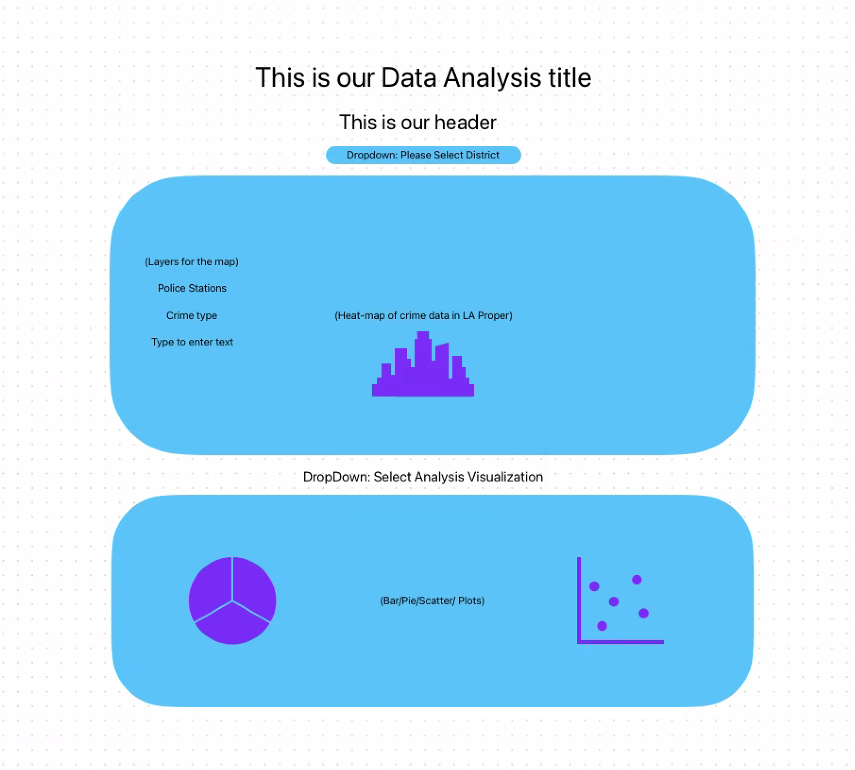 This is our Data Analysis title
This is our header
Dropdown: Please Select District
(Layers for the map)
Police Stations
Crime type
Type to enter text
(Heat-map of crime data in LA Proper)
DropDown: Select Analysis Visualization
(Bar/Pie/Scatter/ Plots)